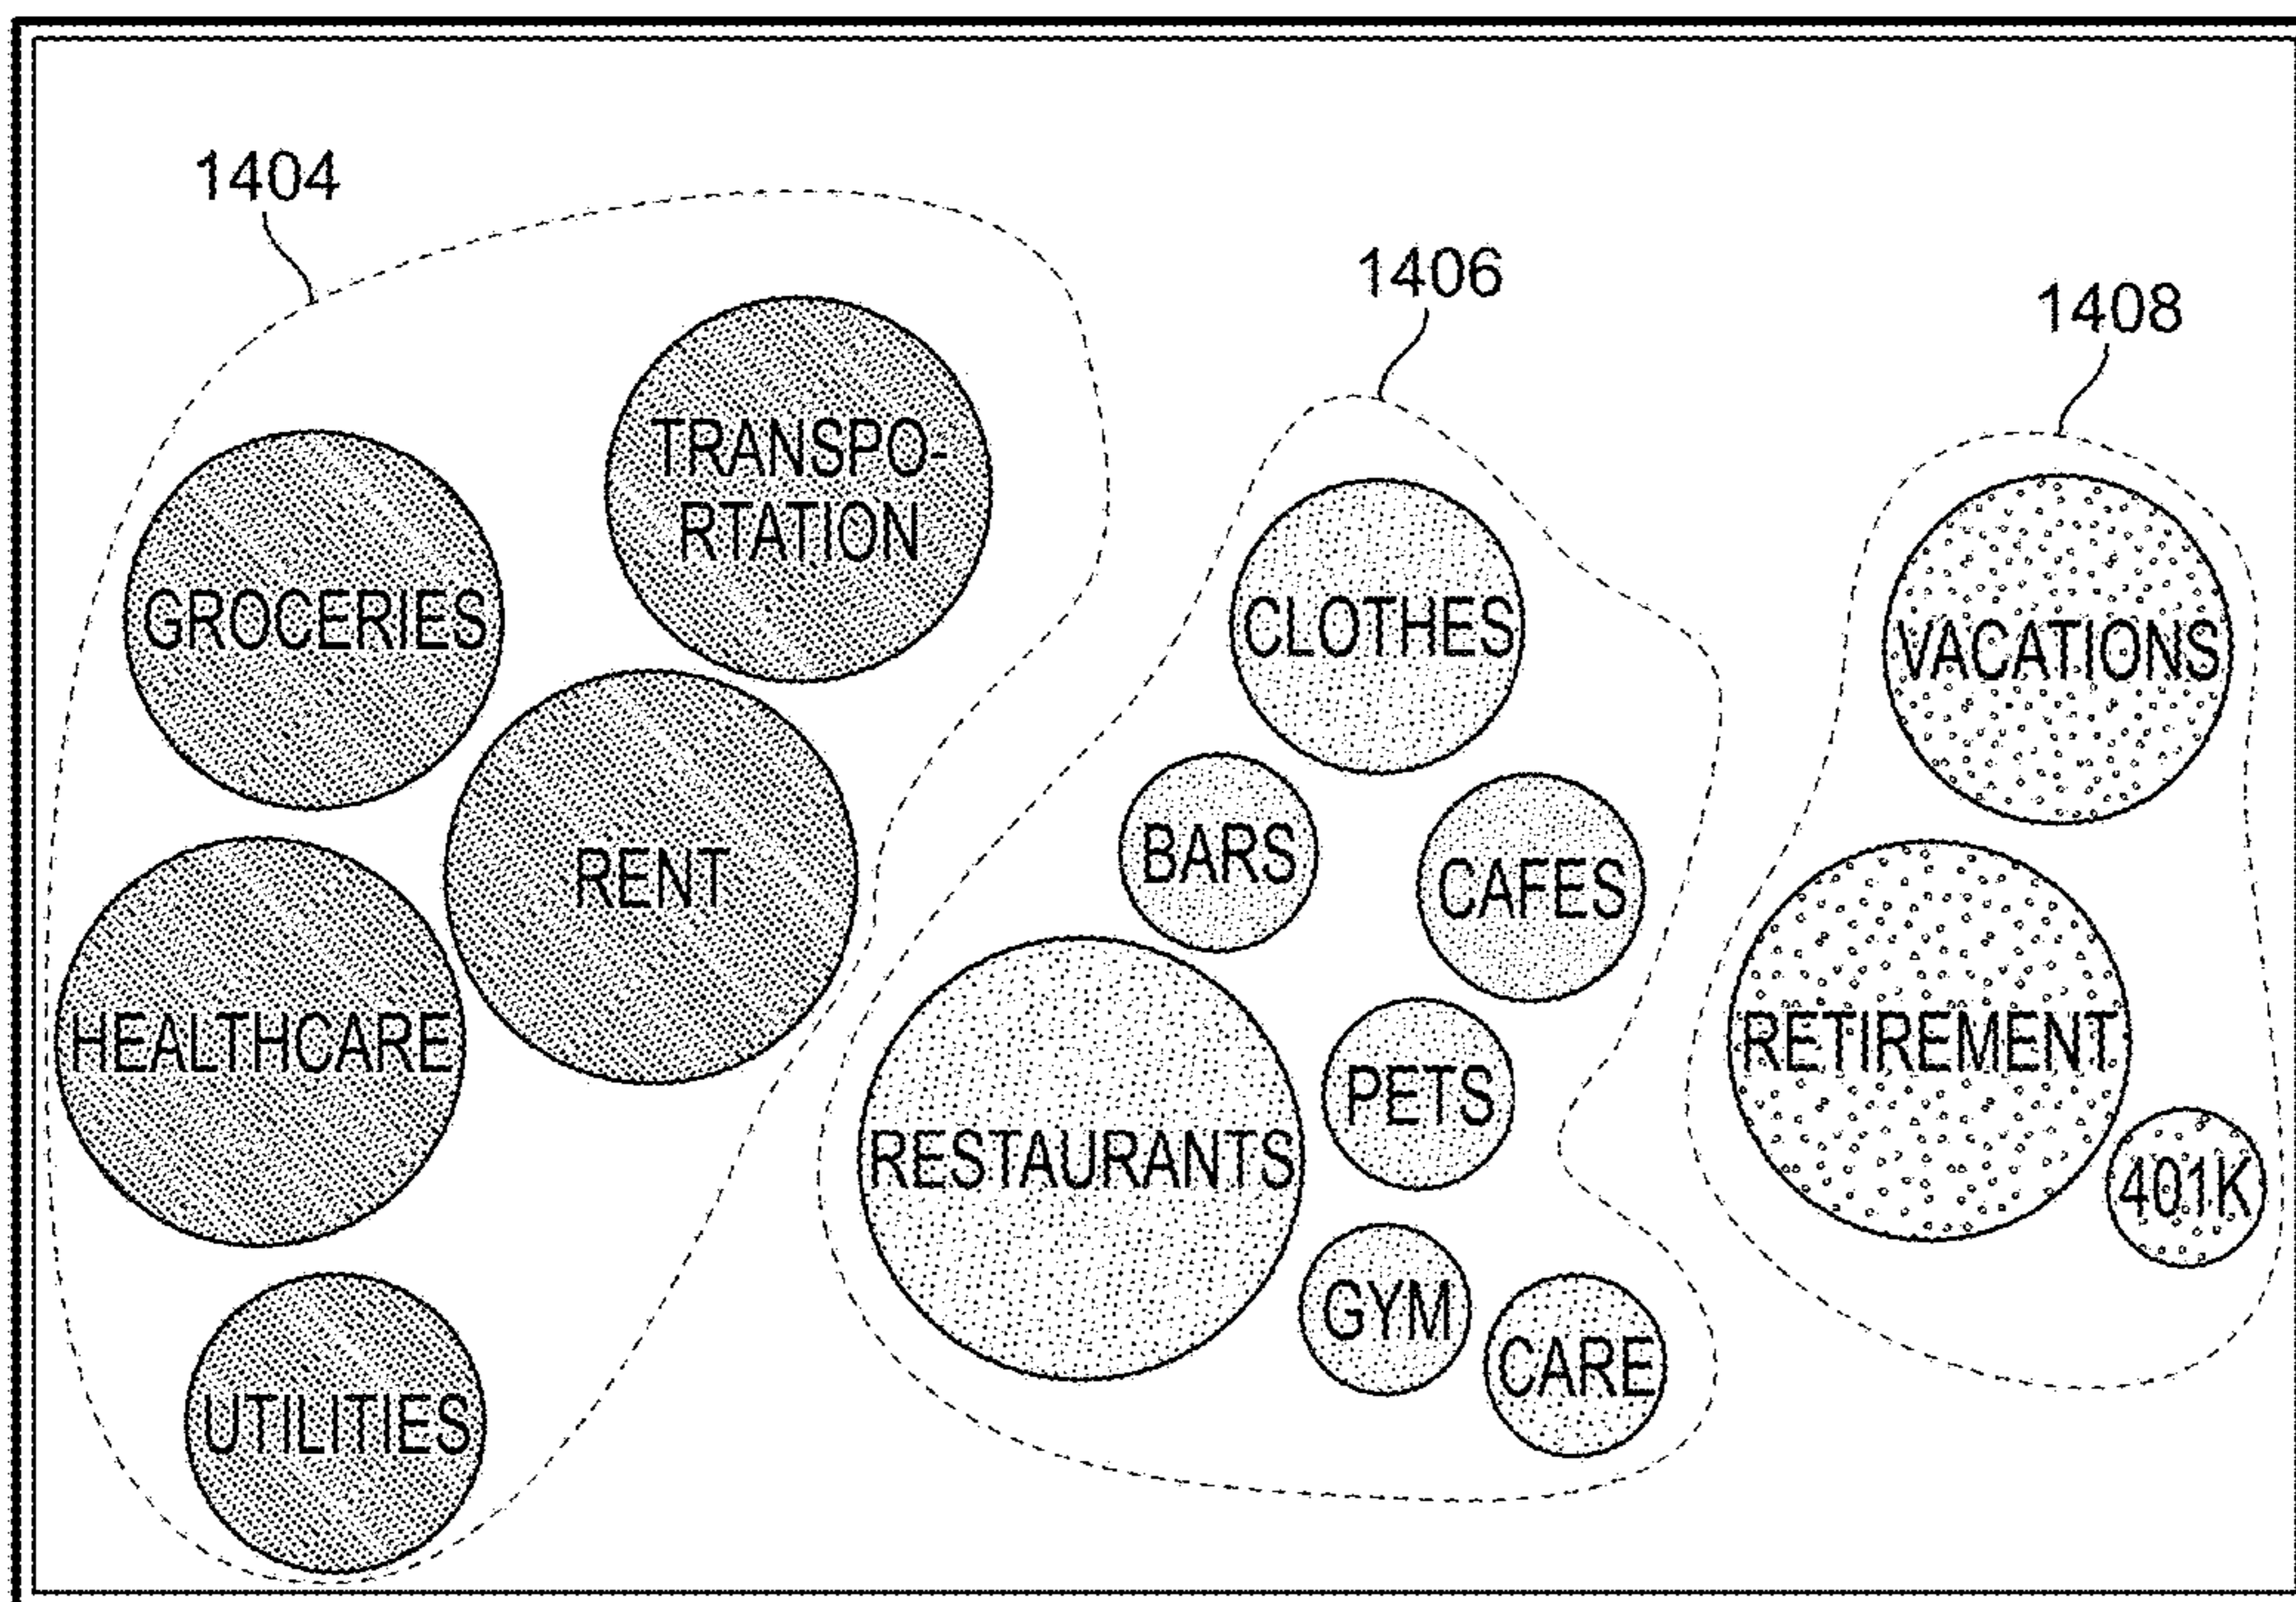 1404
1406
1408
TRANSPO-
RTATION
GROCERIES
RENT
HEALTHCARE
UTILITIES
CLOTHES
BARS
CAFES
PETS
RESTAURANTS
GYM
CARE
VACATIONS
RETIREMENT
401K